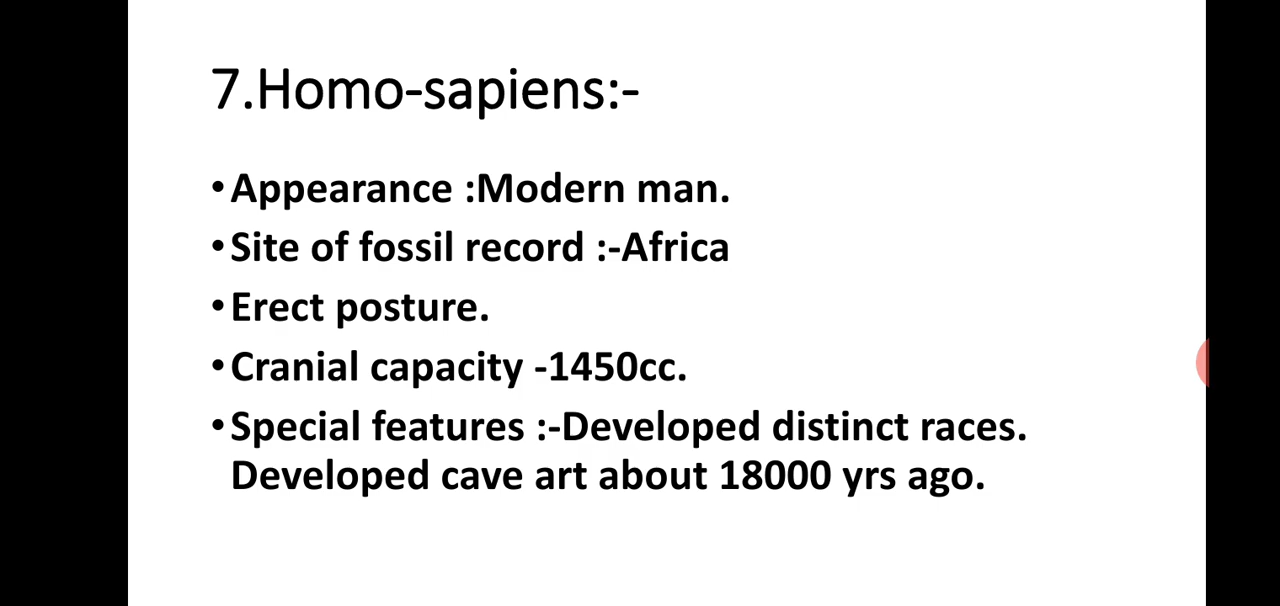 7.Homo-sapiens:-
•Appearance :Modern man.
•Site of fossil record :-Africa
•Erect posture.
•Cranial capacity -1450cc.
•Special features :-Developed distinct races.
Developed cave art about 18000 yrs ago.